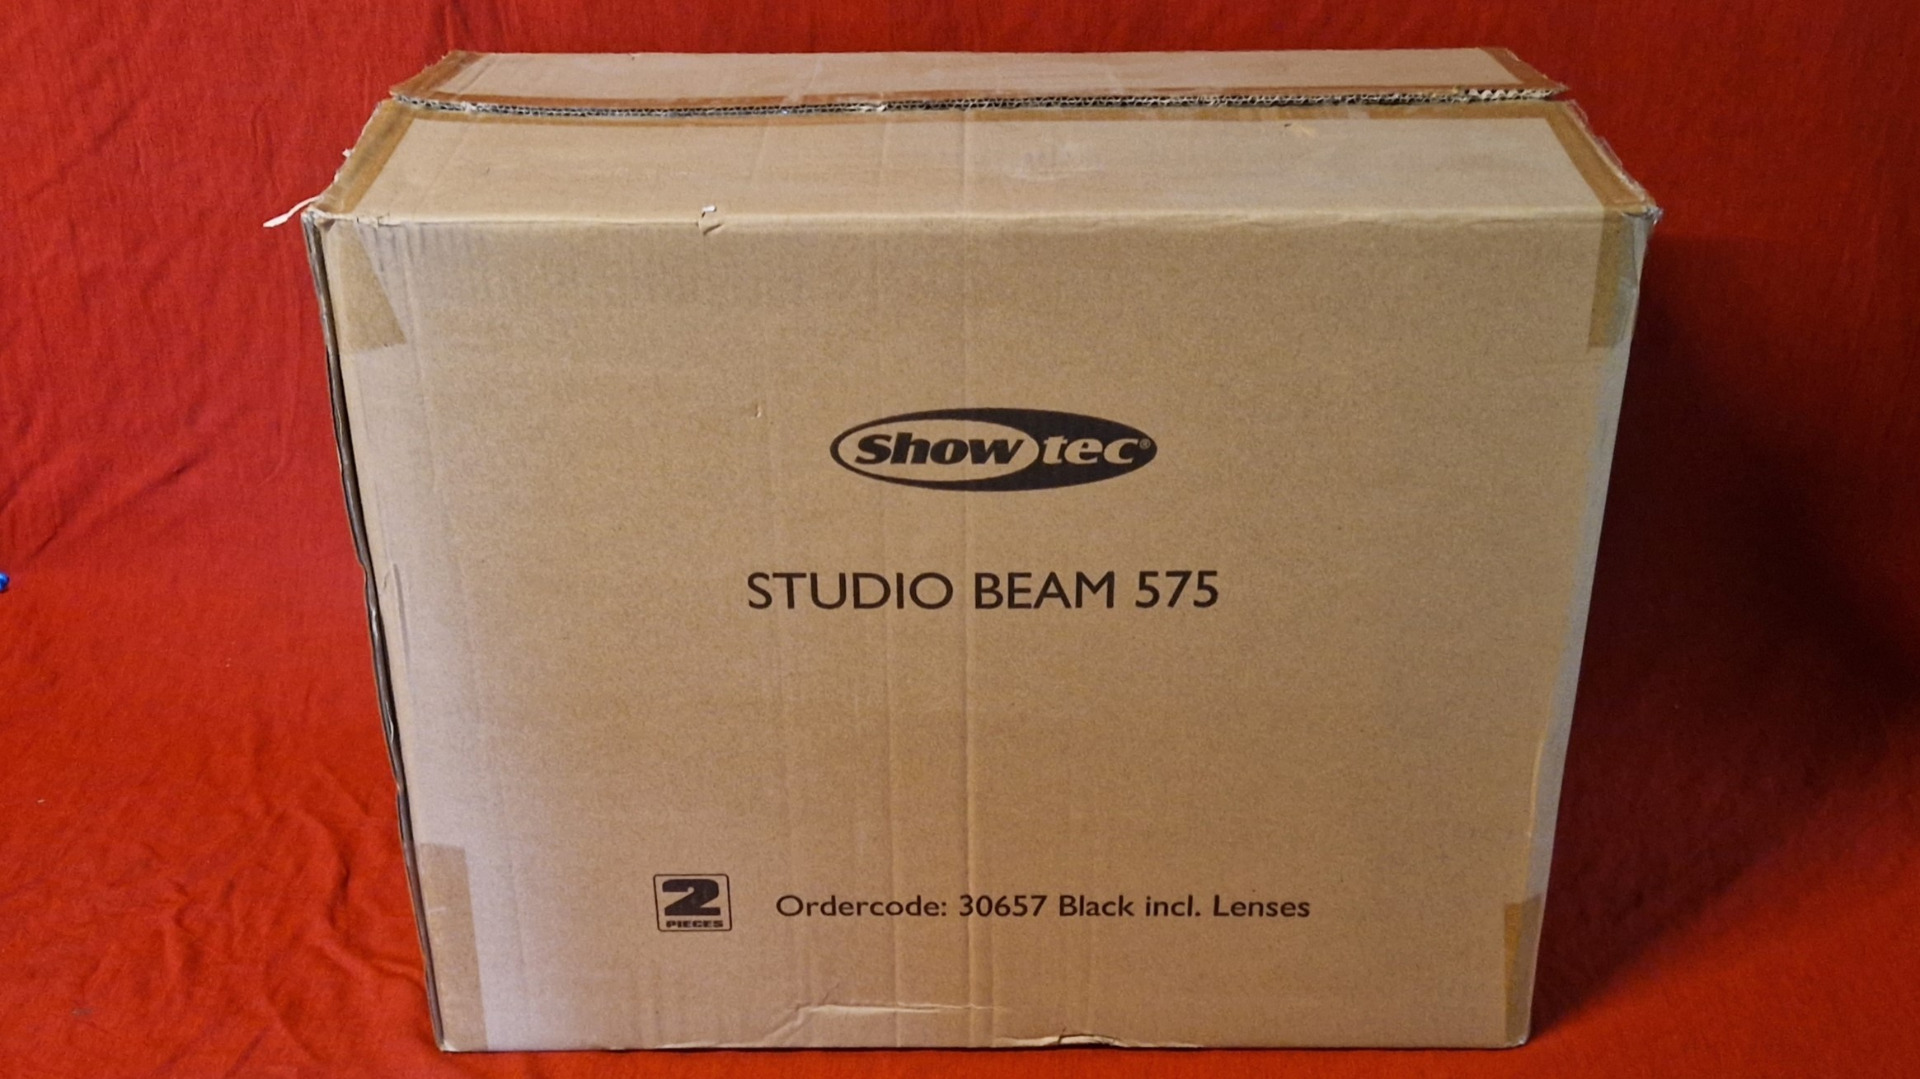 Showtec®
STUDIO BEAM 575
2
PIECES
Ordercode: 30657 Black incl. Lenses